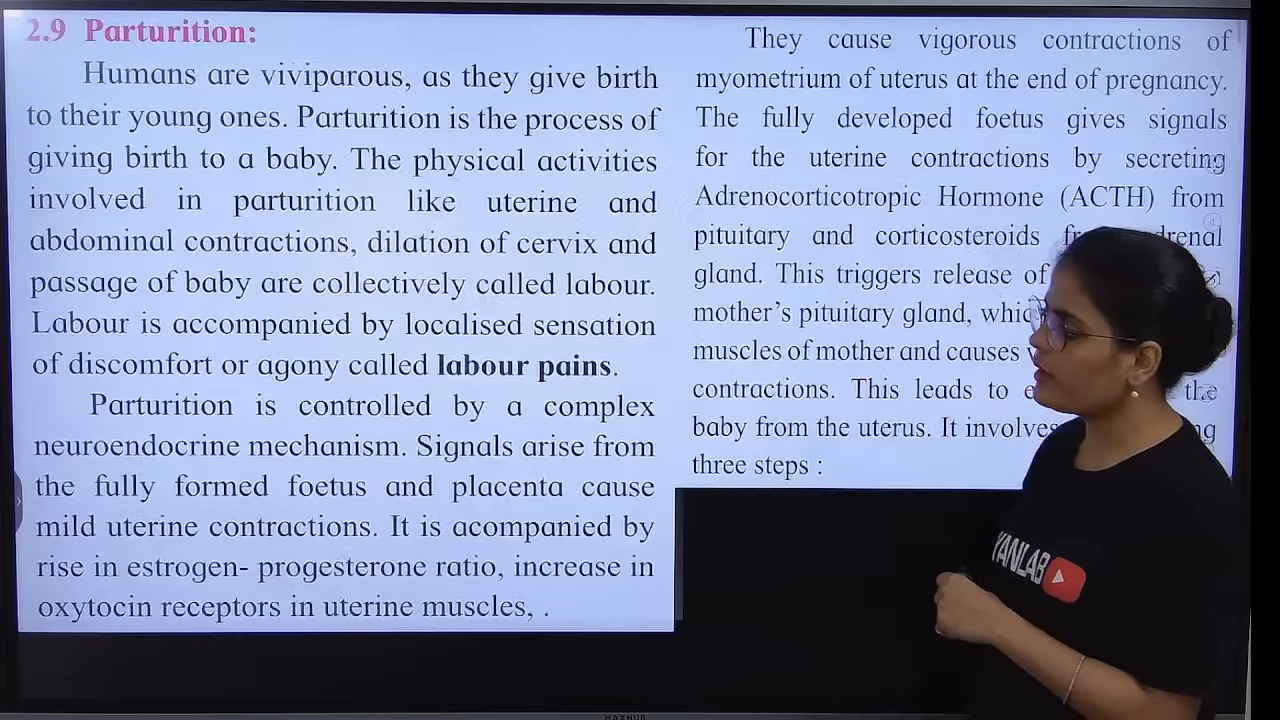 2.9 Parturition:
Humans are viviparous, as they give birth
to their young ones. Parturition is the process of
giving birth to a baby. The physical activities
involved in parturition like uterine and
abdominal contractions, dilation of cervix and
passage of baby are collectively called labour.
Labour is accompanied by localised sensation
of discomfort or agony called labour pains.
Parturition is controlled by a complex
neuroendocrine mechanism. Signals arise from
the fully formed foetus and placenta cause
mild uterine contractions. It is acompanied by
rise in estrogen- progesterone ratio, increase in
oxytocin receptors in uterine muscles, .
They cause vigorous contractions of
myometrium of uterus at the end of pregnancy.
The fully developed foetus gives signals
for the uterine contractions by secreting
Adrenocorticotropic Hormone (ACTH) from
pituitary and corticosteroids
gland. This triggers release of
mother's pituitary gland,
muscles of mother and causes
contractions. This leads to the
baby from the uterus. It involves
three steps :
YANLAB
MAXHUB